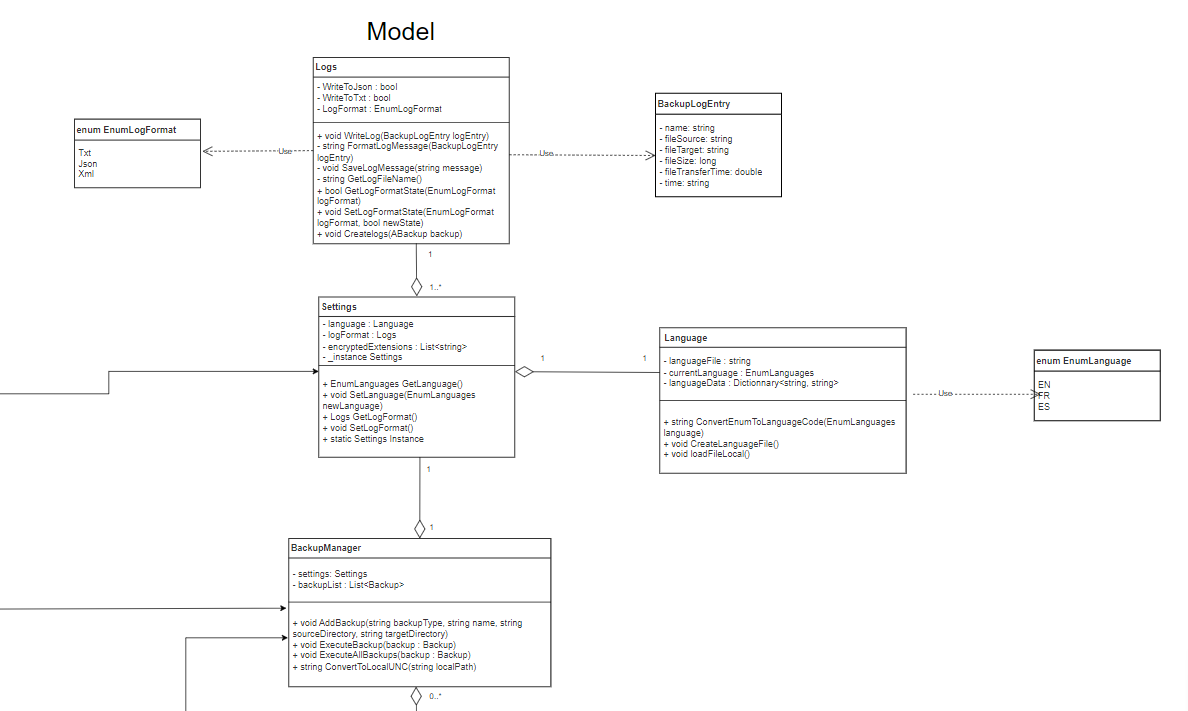 Model
Logs
- WriteToJson : bool
- WriteToTxt : bool
- LogFormat : EnumLogFormat
+ void WriteLog(BackupLogEntry logEntry)
- string FormatLogMessage(BackupLogEntry
logEntry)
- void SaveLogMessage(string message)
- string GetLogFileName()
+ bool GetLogFormatState(EnumLogFormat
logFormat)
+ void SetLogFormatState(EnumLogFormat
logFormat, bool newState)
+ void Createlogs(ABackup backup)
enum EnumLogFormat
Txt
Json
Xml
Use
Use
BackupLogEntry
- name: string
- fileSource: string
- fileTarget: string
- fileSize: long
- fileTransferTime: double
- time: string
1
1..*
Settings
- language : Language
- logFormat : Logs
- encryptedExtensions : List<string>
- _instance Settings
+ EnumLanguages GetLanguage()
+ void SetLanguage(EnumLanguages
newLanguage)
+ Logs GetLogFormat()
+ void SetLogFormat()
+ static Settings Instance
1
1
Language
- languageFile : string
- currentLanguage : EnumLanguages
- languageData : Dictionnary<string, string>
+ string ConvertEnumToLanguageCode(EnumLanguages
language)
+ void CreateLanguageFile()
+ void loadFileLocal()
Use
enum EnumLanguage
EN
FR
ES
1
1
BackupManager
- settings: Settings
- backupList : List<Backup>
+ void AddBackup(string backupType, string name, string
sourceDirectory, string targetDirectory)
+ void ExecuteBackup(backup : Backup)
+ void ExecuteAllBackups(backup : Backup)
+ string ConvertToLocalUNC(string localPath)
0..*